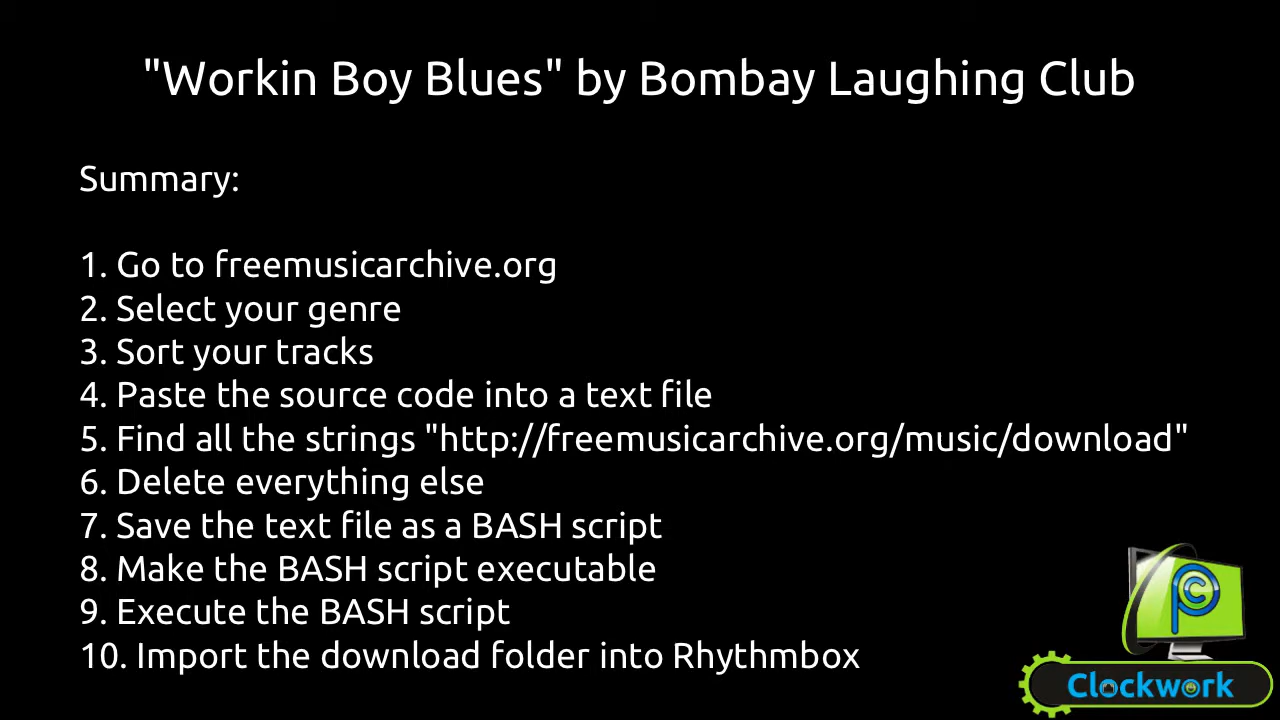 "Workin Boy Blues" by Bombay Laughing Club
Summary:
1. Go to freemusicarchive.org
2. Select your genre
3. Sort your tracks
4. Paste the source code into a text file
5. Find all the strings "http://freemusicarchive.org/music/download"
6. Delete everything else
7. Save the text file as a BASH script
8. Make the BASH script executable
9. Execute the BASH script
10. Import the download folder into Rhythmbox
PC
Clockwork